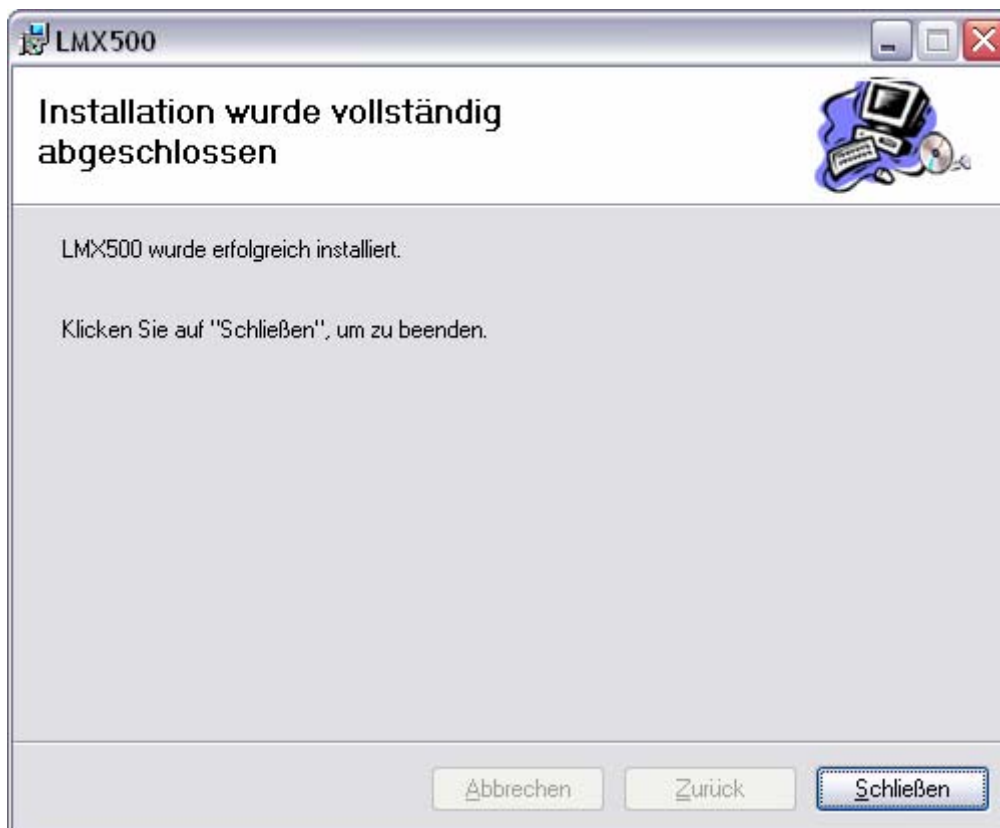 LMX500
Installation wurde vollständig
abgeschlossen
LMX500 wurde erfolgreich installiert.
Klicken Sie auf "Schließen", um zu beenden.
Abbrechen
Zurück
Schließen